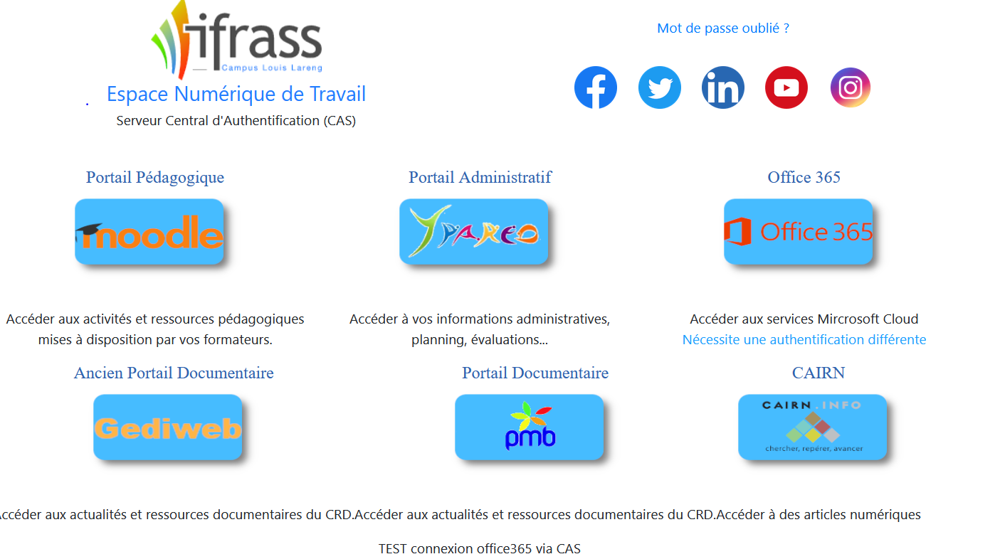 ifrass
Campus Louis Lareng
Espace Numérique de Travail
Serveur Central d'Authentification (CAS)
Mot de passe oublié ?
f
in
Portail Pédagogique
Portail Administratif
Office 365
moodle
YPAREO
Office 365
Accéder aux activités et ressources pédagogiques
mises à disposition par vos formateurs.
Accéder à vos informations administratives,
planning, évaluations...
Accéder aux services Mircrosoft Cloud
Nécessite une authentification différente
Ancien Portail Documentaire
Portail Documentaire
CAIRN
Gediweb
pmb
CAIRN.INFO
chercher, repérer, avancer
Accéder aux actualités et ressources documentaires du CRD.Accéder aux actualités et ressources documentaires du CRD.Accéder à des articles numériques
TEST connexion office365 via CAS